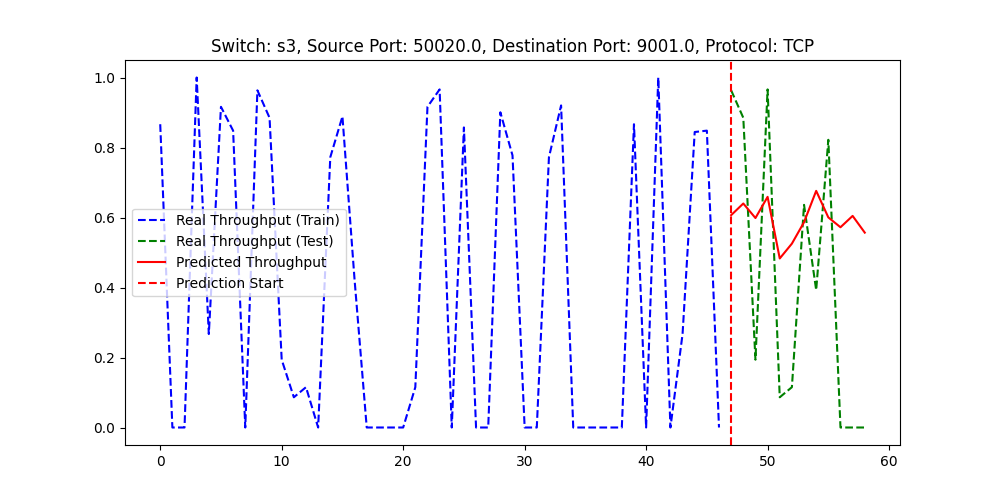 Switch: s3, Source Port: 50020.0, Destination Port: 9001.0, Protocol: TCP
1.0
0.8
0.6
0.4
0.2
0.0
Real Throughput (Train)
Real Throughput (Test)
Predicted Throughput
Prediction Start
0
10
20
30
40
50
60